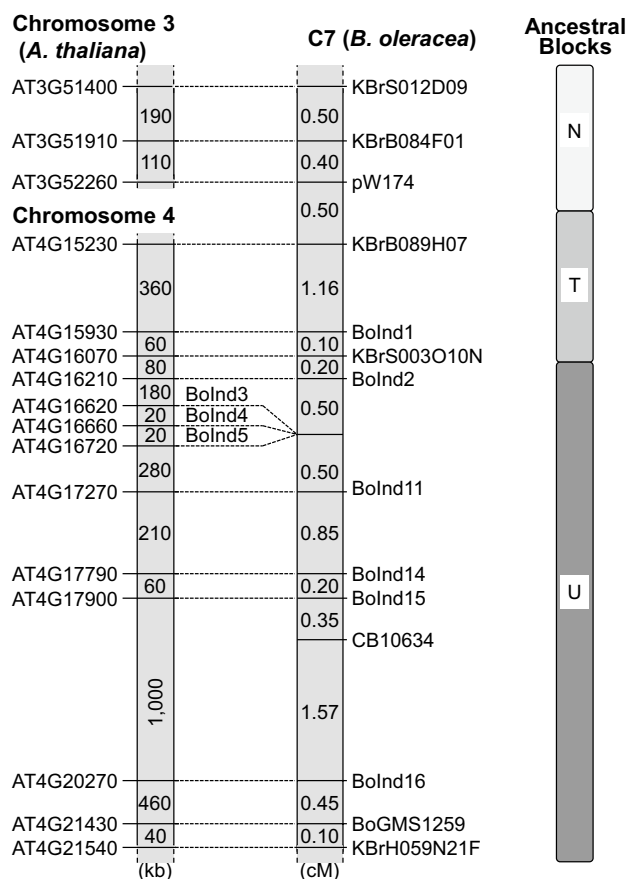 Chromosome 3
(A. thaliana)
C7 (B. oleracea)
Ancestral
Blocks
AT3G51400
KBrS012D09
190
0.50
N
AT3G51910
KBrB084F01
110
0.40
AT3G52260
pW174
0.50
Chromosome 4
AT4G15230
KBrB089H07
360
1.16
T
AT4G15930
BoInd1
60
0.10
AT4G16070
KBrS003O10N
80
0.20
AT4G16210
BoInd2
180
BoInd3
0.50
AT4G16620
20
BoInd4
AT4G16660
20
BoInd5
AT4G16720
280
0.50
AT4G17270
BoInd11
210
0.85
AT4G17790
BoInd14
60
0.20
U
AT4G17900
BoInd15
0.35
CB10634
1,000
1.57
AT4G20270
BoInd16
460
0.45
AT4G21430
BoGMS1259
40
0.10
AT4G21540
KBrH059N21F
(kb)
(cM)